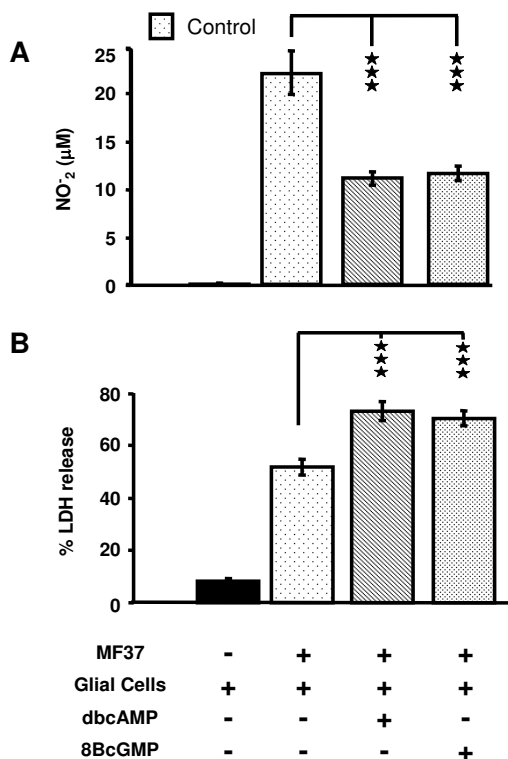 Control
A
25
20
15
10
5
0
NO⁻₂ (µM)
★★★ ★★★
B
80
60
40
20
0
% LDH release
★★★ ★★★
MF37 - + + +
Glial Cells + + + +
dbcAMP - - + -
8BcGMP - - - +